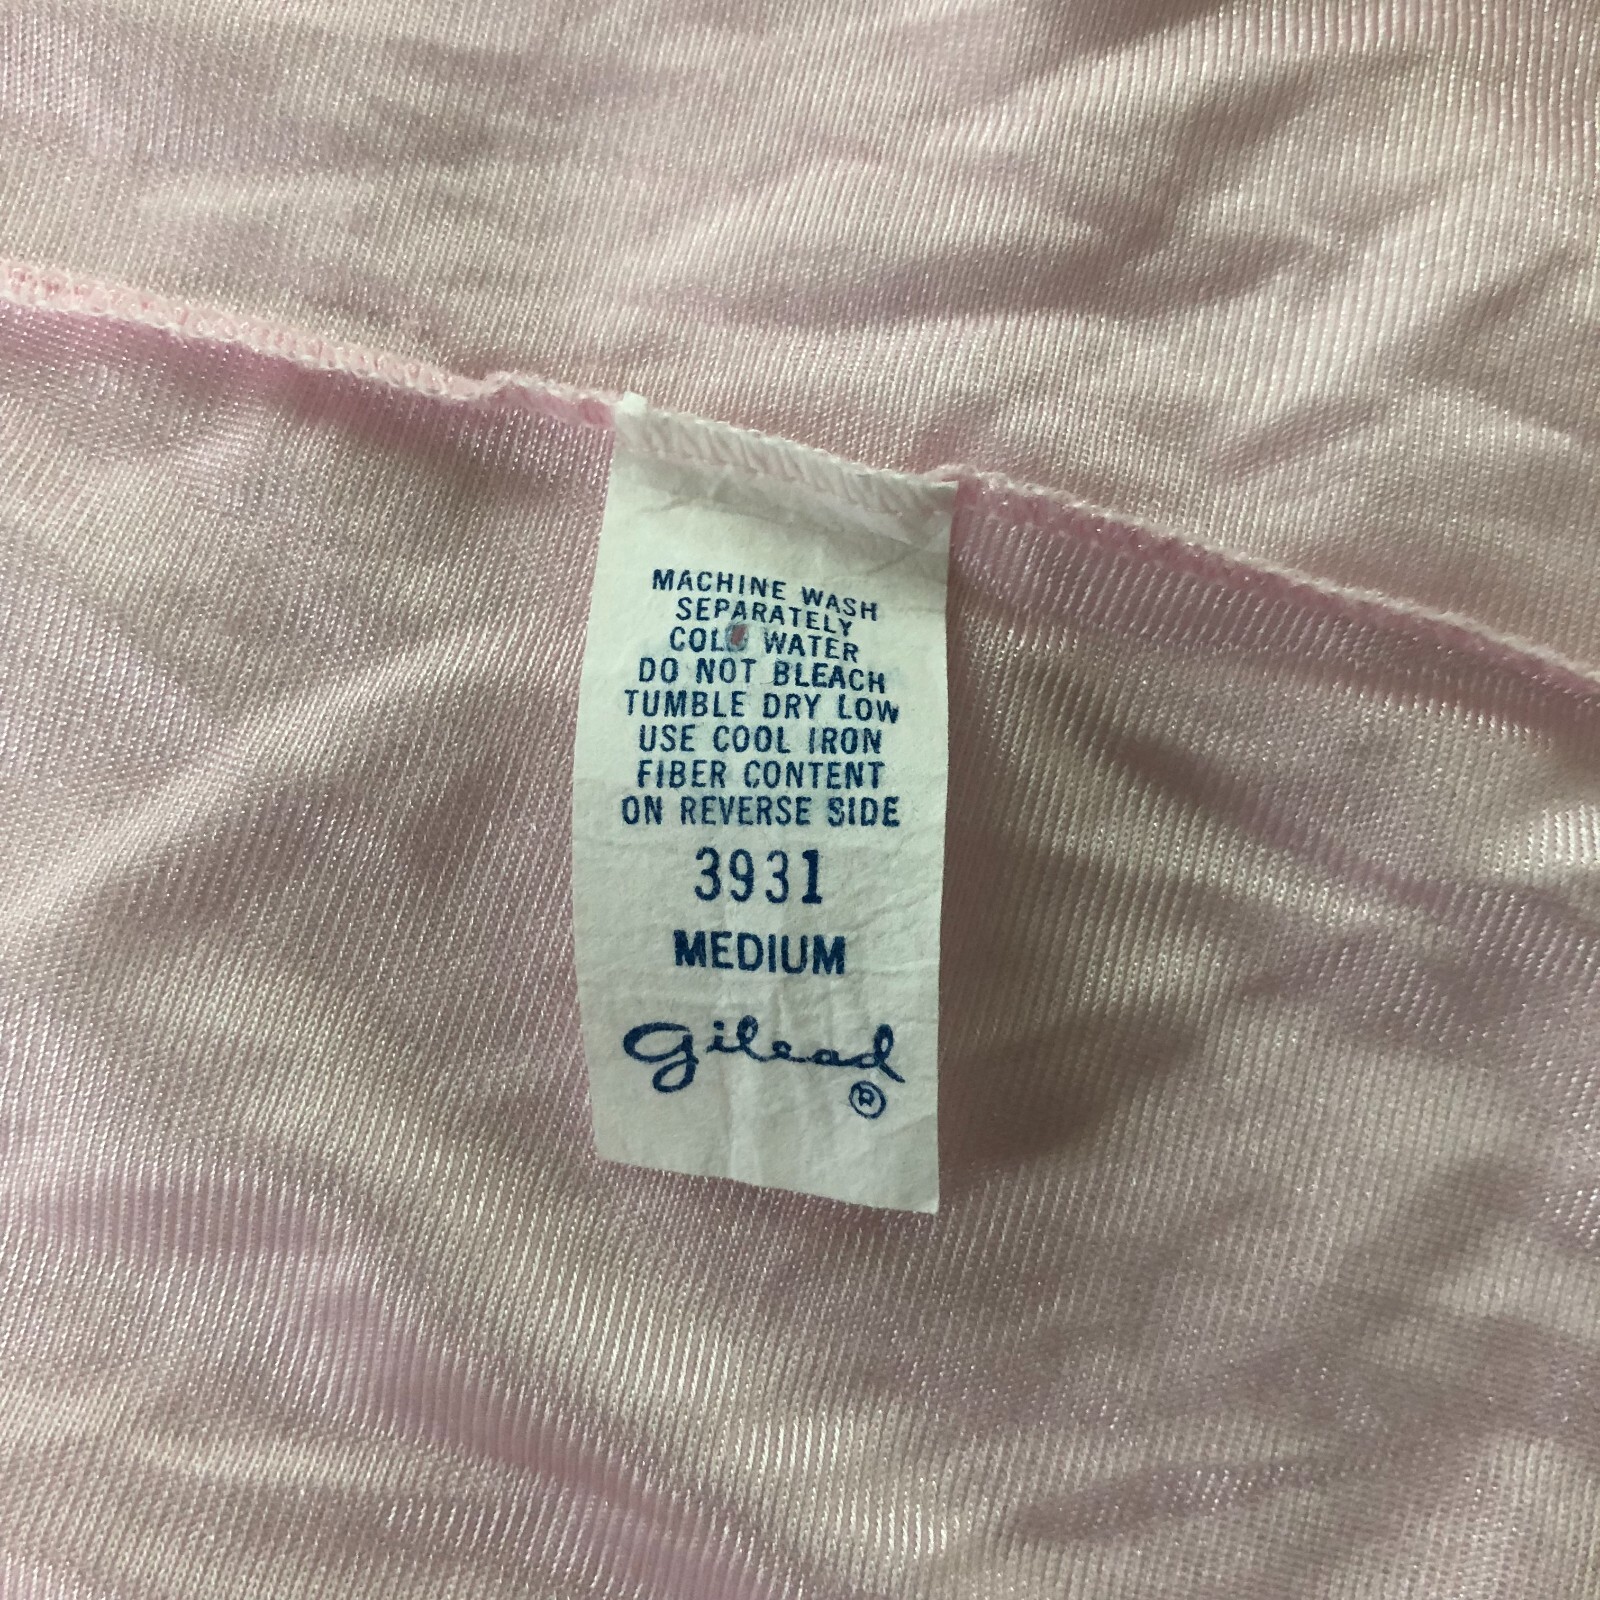 MACHINE WASH
SEPARATELY
COLD WATER
DO NOT BLEACH
TUMBLE DRY LOW
USE COOL IRON
FIBER CONTENT
ON REVERSE SIDE
3931
MEDIUM
Gilead
®